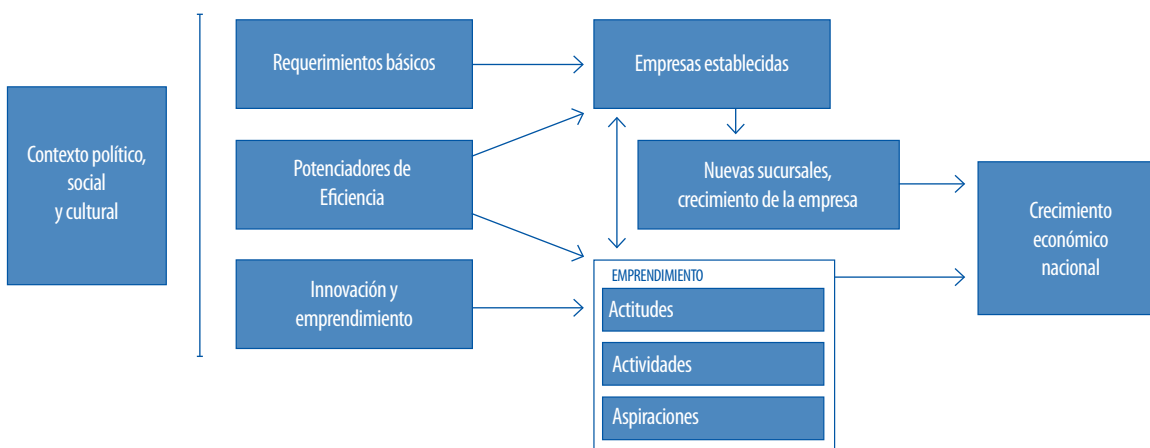 Contexto político,
social
y cultural
Requerimientos básicos
Potenciadores de
Eficiencia
Innovación y
emprendimiento
Empresas establecidas
Nuevas sucursales,
crecimiento de la empresa
EMPRENDIMIENTO
Actitudes
Actividades
Aspiraciones
Crecimiento
económico
nacional